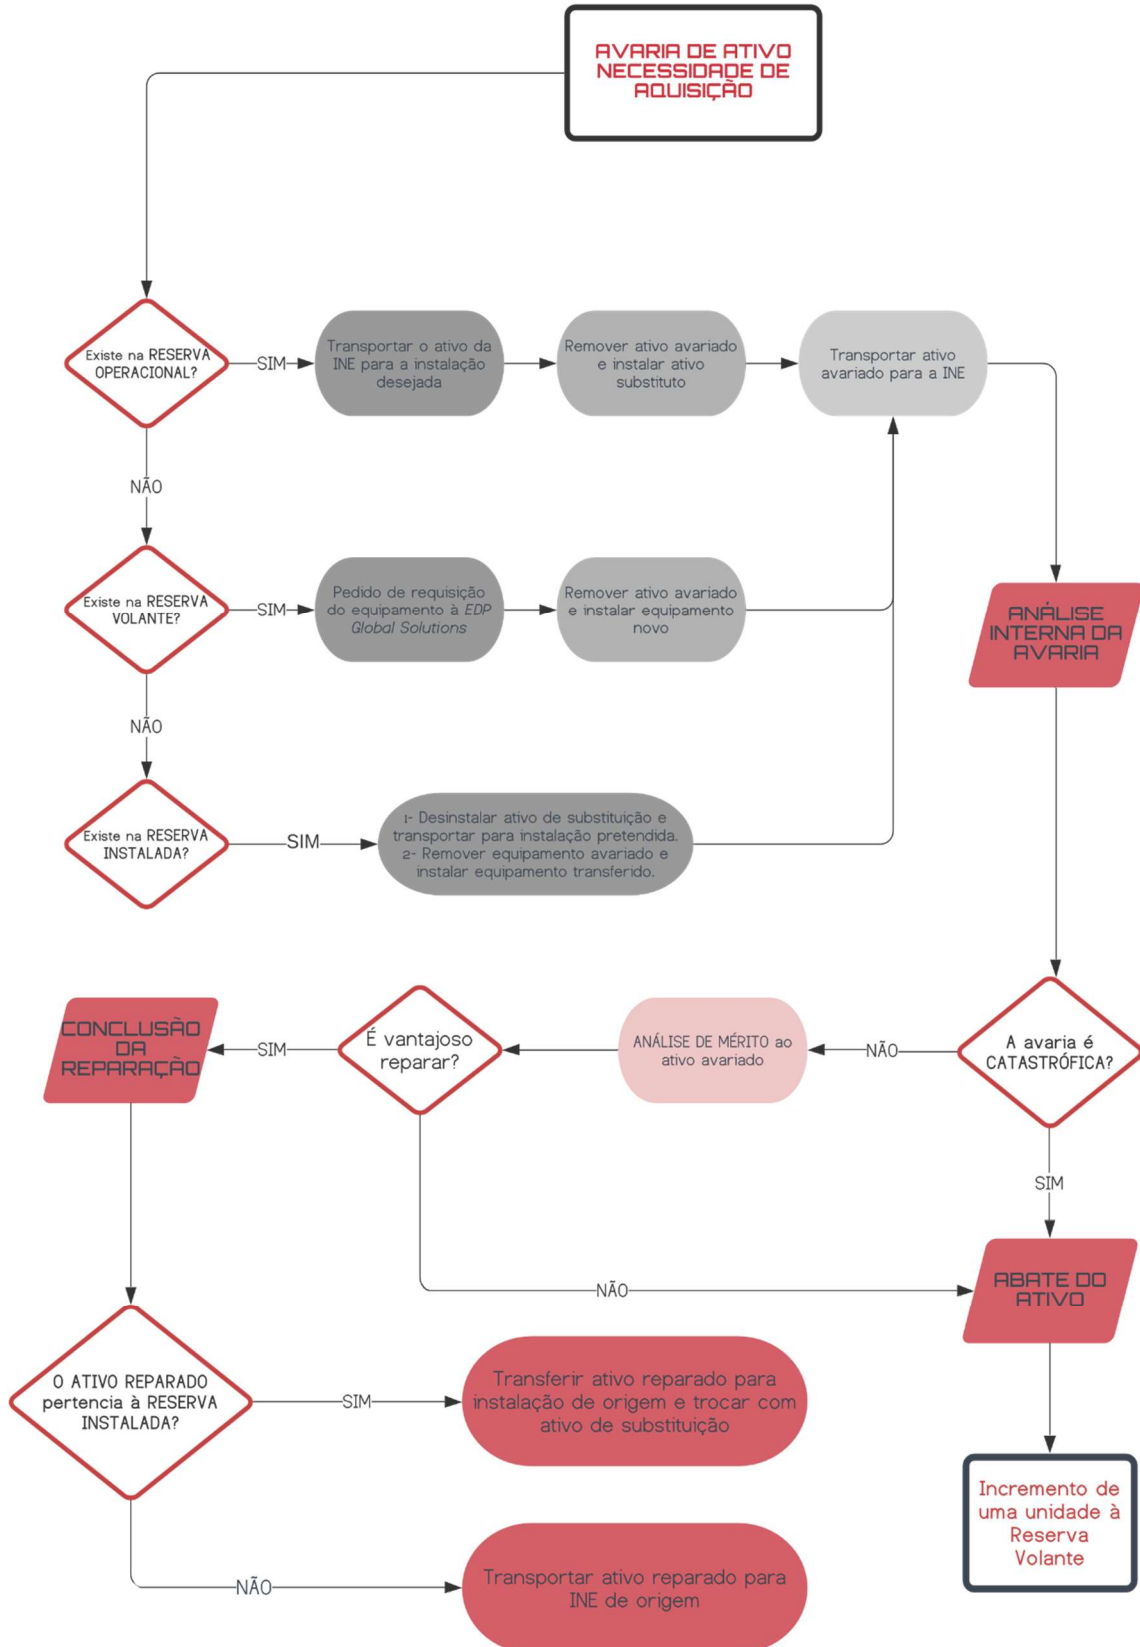 AVARIA DE ATIVO
NECESSIDADE DE
AQUISIÇÃO
Existe na RESERVA
OPERACIONAL?
SIM
Transportar o ativo da
INE para a instalação
desejada
Remover ativo avariado
e instalar ativo
substituto
Transportar ativo
avariado para a INE
NÃO
Existe na RESERVA
VOLANTE?
SIM
Pedido de requisição
do equipamento à EDP
Global Solutions
Remover ativo avariado
e instalar equipamento
novo
ANÁLISE
INTERNA DA
AVARIA
NÃO
Existe na RESERVA
INSTALADA?
SIM
1- Desinstalar ativo de substituição e
transportar para instalação pretendida.
2- Remover equipamento avariado e
instalar equipamento transferido.
A avaria é
CATASTRÓFICA?
NÃO
ANÁLISE DE MÉRITO ao
ativo avariado
É vantajoso
reparar?
SIM
CONCLUSÃO
DA
REPARAÇÃO
SIM
NÃO
ABATE DO
ATIVO
O ATIVO REPARADO
pertencia à RESERVA
INSTALADA?
SIM
Transferir ativo reparado para
instalação de origem e trocar com
ativo de substituição
NÃO
Transportar ativo reparado para
INE de origem
Incremento de
uma unidade à
Reserva
Volante